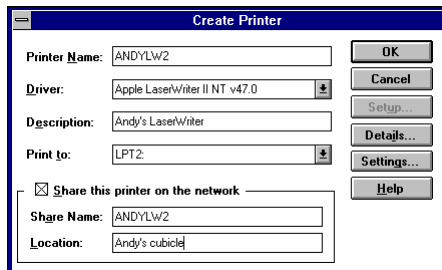 Create Printer
Printer Name: ANDYLW2
Driver: Apple LaserWriter II NT v47.0
Description: Andy's LaserWriter
Print to: LPT2:
Share this printer on the network
Share Name: ANDYLW2
Location: Andy's cubicle
OK
Cancel
Setup...
Details...
Settings...
Help